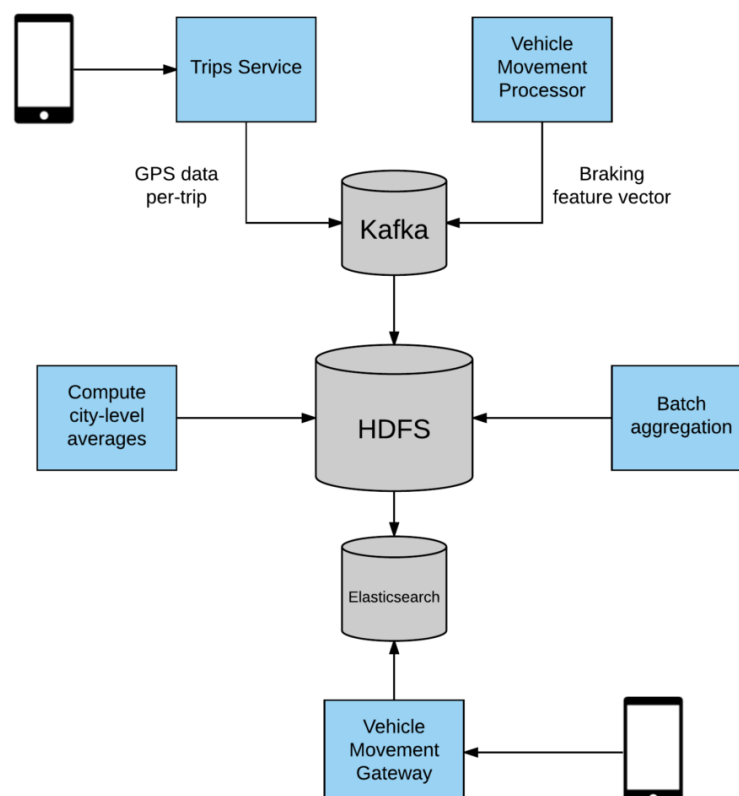 Trips Service
Vehicle
Movement
Processor
GPS data
per-trip
Braking
feature vector
Kafka
Compute
city-level
averages
HDFS
Batch
aggregation
Elasticsearch
Vehicle
Movement
Gateway